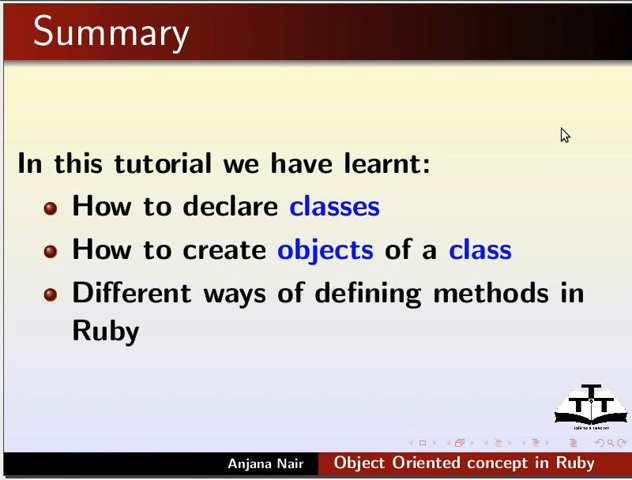 Summary
In this tutorial we have learnt:
How to declare classes
How to create objects of a class
Different ways of defining methods in
Ruby
Anjana Nair
Object Oriented concept in Ruby